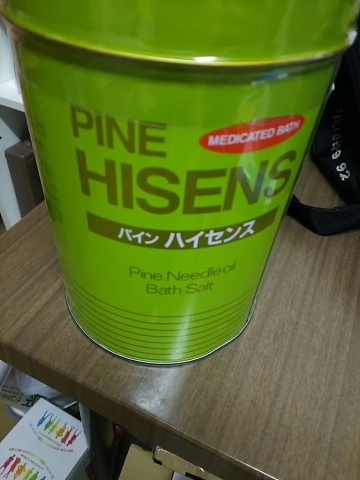 PINE
MEDICATED BATH
HISENS
パイン ハイセンス
Pine Needle oil
Bath Salt